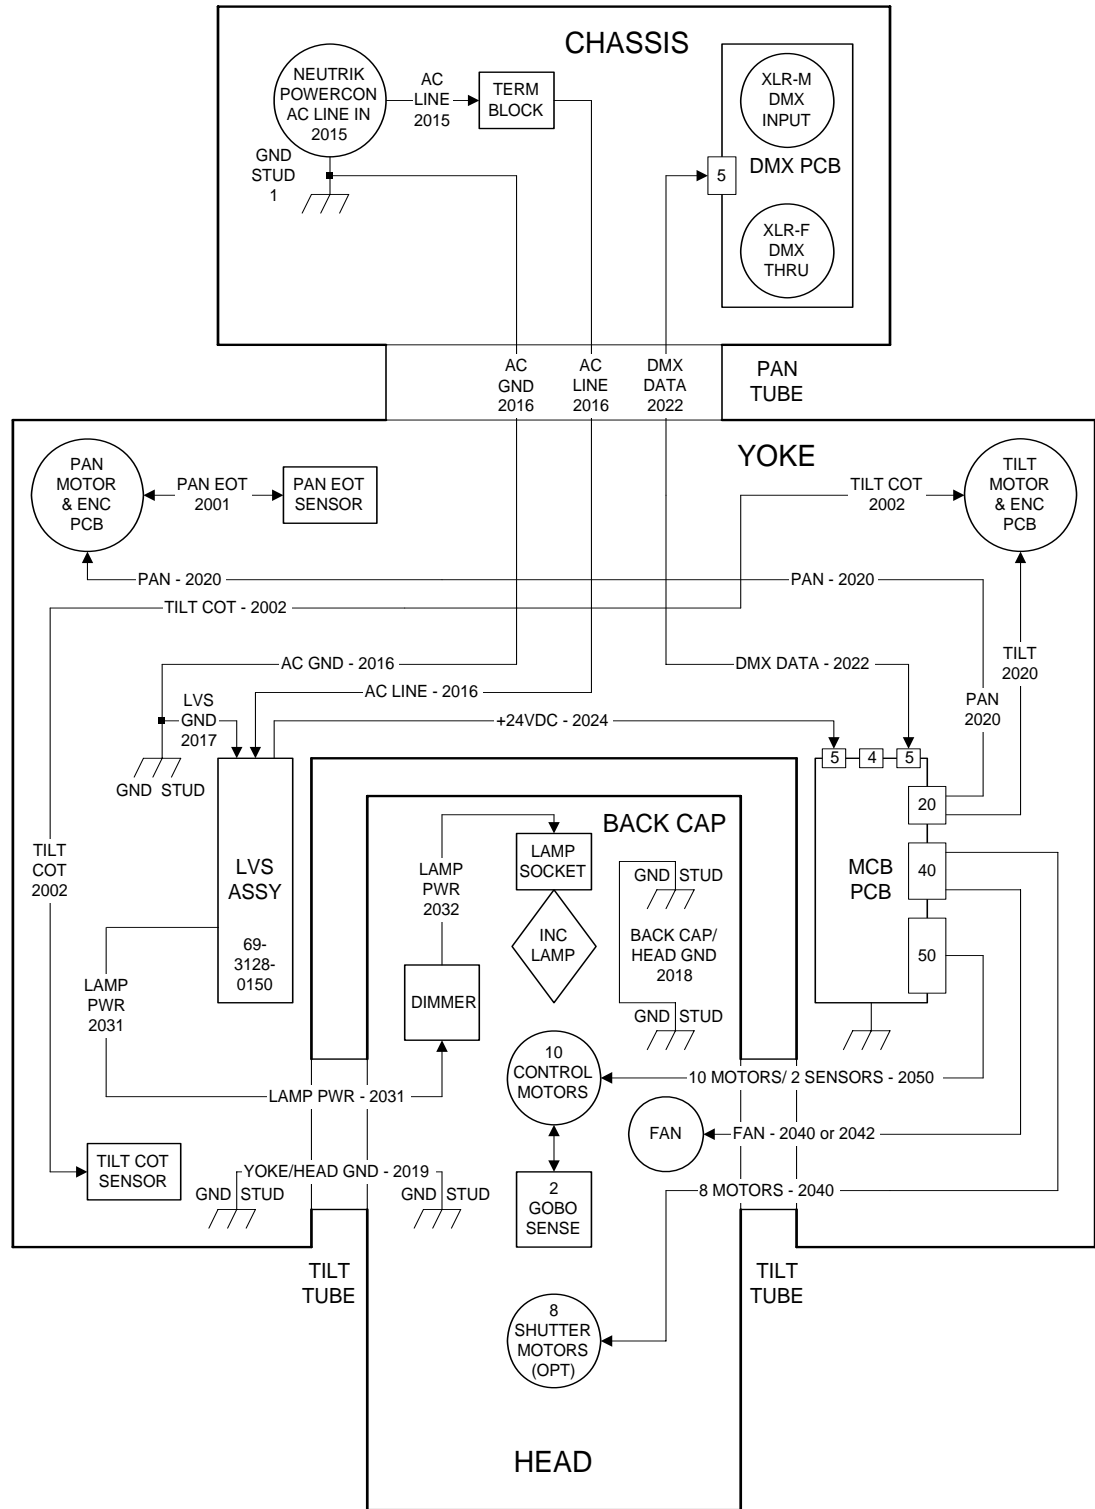 CHASSIS
NEUTRIK
POWERCON
AC LINE IN
2015
AC
LINE
2015
TERM
BLOCK
GND
STUD
1
XLR-M
DMX
INPUT
5
DMX PCB
XLR-F
DMX
THRU
AC
GND
2016
AC
LINE
2016
DMX
DATA
2022
PAN
TUBE
YOKE
PAN
MOTOR
& ENC
PCB
PAN EOT
2001
PAN EOT
SENSOR
TILT COT
2002
TILT
MOTOR
& ENC
PCB
PAN - 2020
PAN - 2020
TILT COT - 2002
AC GND - 2016
DMX DATA - 2022
TILT
2020
AC LINE - 2016
LVS
GND
2017
+24VDC - 2024
PAN
2020
GND STUD
5
4
5
20
40
50
MCB
PCB
LVS
ASSY
69-
3128-
0150
TILT
COT
2002
LAMP
PWR
2031
BACK CAP
LAMP
PWR
2032
LAMP
SOCKET
INC
LAMP
GND STUD
BACK CAP/
HEAD GND
2018
GND STUD
DIMMER
10
CONTROL
MOTORS
10 MOTORS/ 2 SENSORS - 2050
LAMP PWR - 2031
FAN
FAN - 2040 or 2042
TILT COT
SENSOR
YOKE/HEAD GND - 2019
GND STUD
GND STUD
2
GOBO
SENSE
8 MOTORS - 2040
TILT
TUBE
TILT
TUBE
8
SHUTTER
MOTORS
(OPT)
HEAD